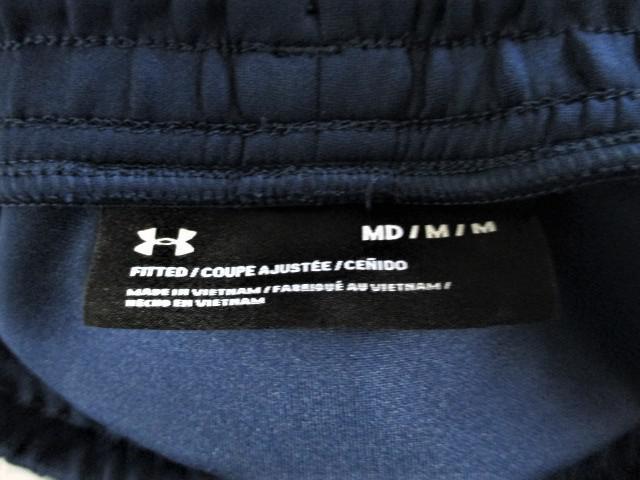 MD / M / M
FITTED / COUPE AJUSTÉE / CEÑIDO
MADE IN VIETNAM / FABRIQUÉ AU VIETNAM /
HECHO EN VIETNAM